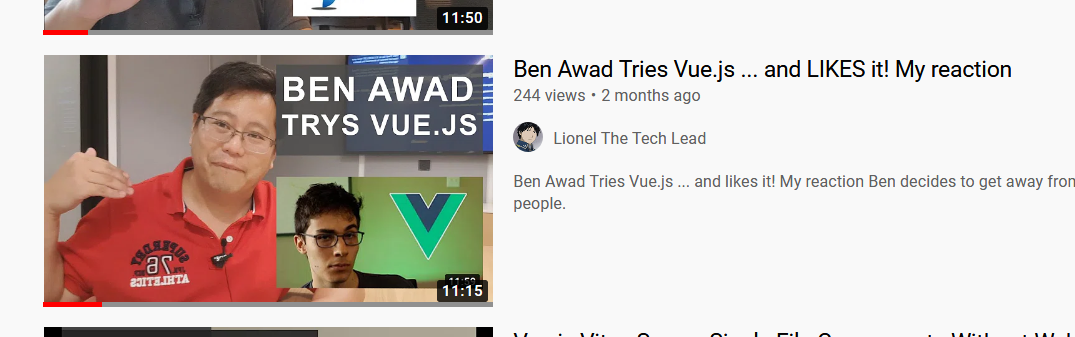 11:50
BEN AWAD
TRYS VUE.JS
SUPERDRY
76
ATHLETICS
11:15
Ben Awad Tries Vue.js ... and LIKES it! My reaction
244 views • 2 months ago
Lionel The Tech Lead
Ben Awad Tries Vue.js ... and likes it! My reaction Ben decides to get away from
people.